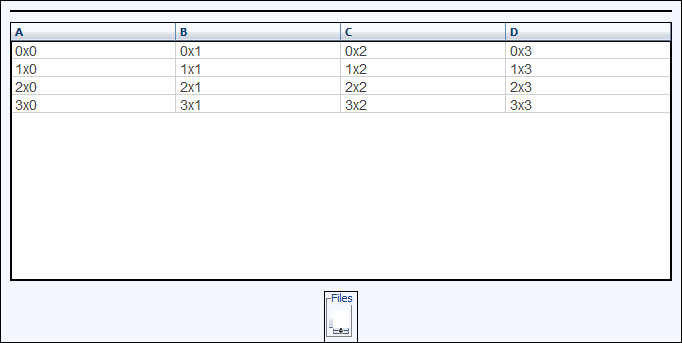 A B C D
0x0 0x1 0x2 0x3
1x0 1x1 1x2 1x3
2x0 2x1 2x2 2x3
3x0 3x1 3x2 3x3
Files